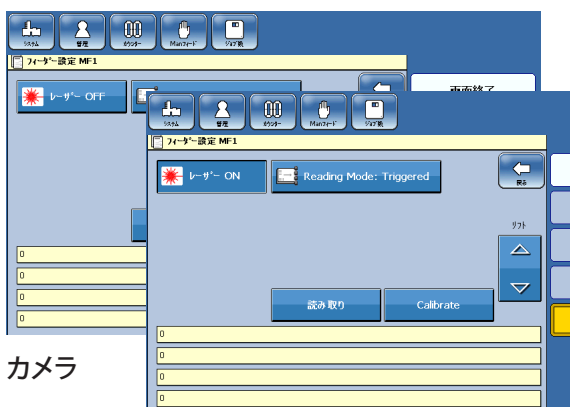 システム 管理 カウンター Manフィード ジョブ機
フィーダー設定 MF1
レーザー OFF
画面終了
システム 管理 カウンター Manフィード ジョブ機
フィーダー設定 MF1
レーザー ON Reading Mode: Triggered
戻る
リフト
読み取り Calibrate
0
0
0
0
0
0
0
0
カメラ